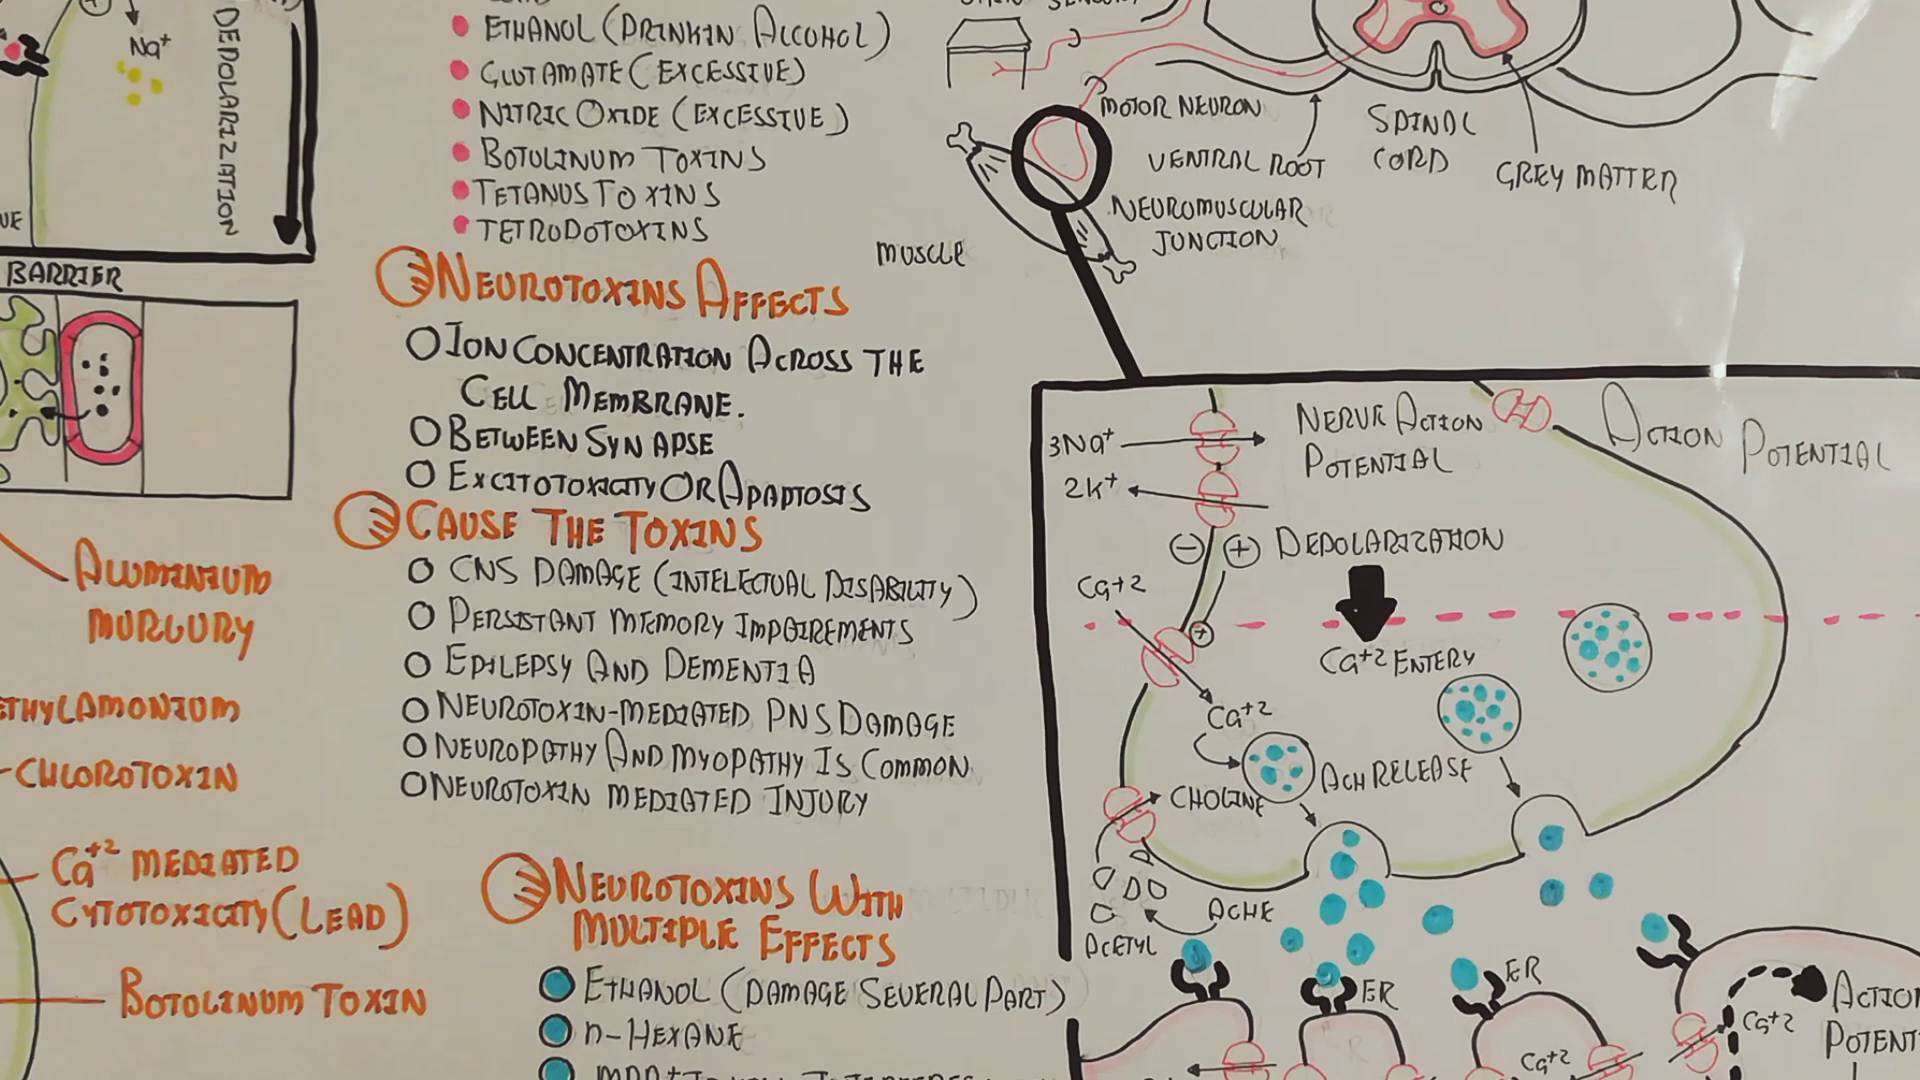 Na+
DEPOLARIZATION
UE
BARRIER
ALUMINIUM
MURCURY
ETHYLAMONIUM
CHLOROTOXIN
Ca+2 MEDIATED
CYTOTOXICITY (LEAD)
BOTOLINUM TOXIN
ETHANOL (DRINKIN ALCOHOL)
GLUTAMATE (EXCESSIVE)
NITRIC OXIDE (EXCESSIVE)
BOTULINUM TOXINS
TETANUS TOXINS
TETRODOTOXINS
NEUROTOXINS AFFECTS
ION CONCENTRATION ACROSS THE
CELL MEMBRANE.
BETWEEN SYNAPSE
EXCITOTOXICITY OR APAPTOSIS
CAUSE THE TOXINS
CNS DAMAGE (INTELECTUAL DISABILITY)
PERSISTANT MEMORY IMPAIREMENTS
EPILEPSY AND DEMENTIA
NEUROTOXIN-MEDIATED PNS DAMAGE
NEUROPATHY AND MYOPATHY IS COMMON
NEUROTOXIN MEDIATED INJURY
NEUROTOXINS WITH
MULTIPLE EFFECTS
ETHANOL (DAMAGE SEVERAL PART)
n-HEXANE
MOTOR NEURON
VENTRAL ROOT
SPINAL
CORD
GREY MATTER
NEUROMUSCULAR
JUNCTION
MUSCLE
3Na+
2K+
NERVE ACTION
POTENTIAL
ACTION POTENTIAL
- + DEPOLARIZATION
Ca+2
+
Ca+2 ENTERY
Ca+2
ACH RELEASE
CHOLINE
ACHE
ACETYL
ER
ER
Ca+2
Ca+2
ACTION
POTENT